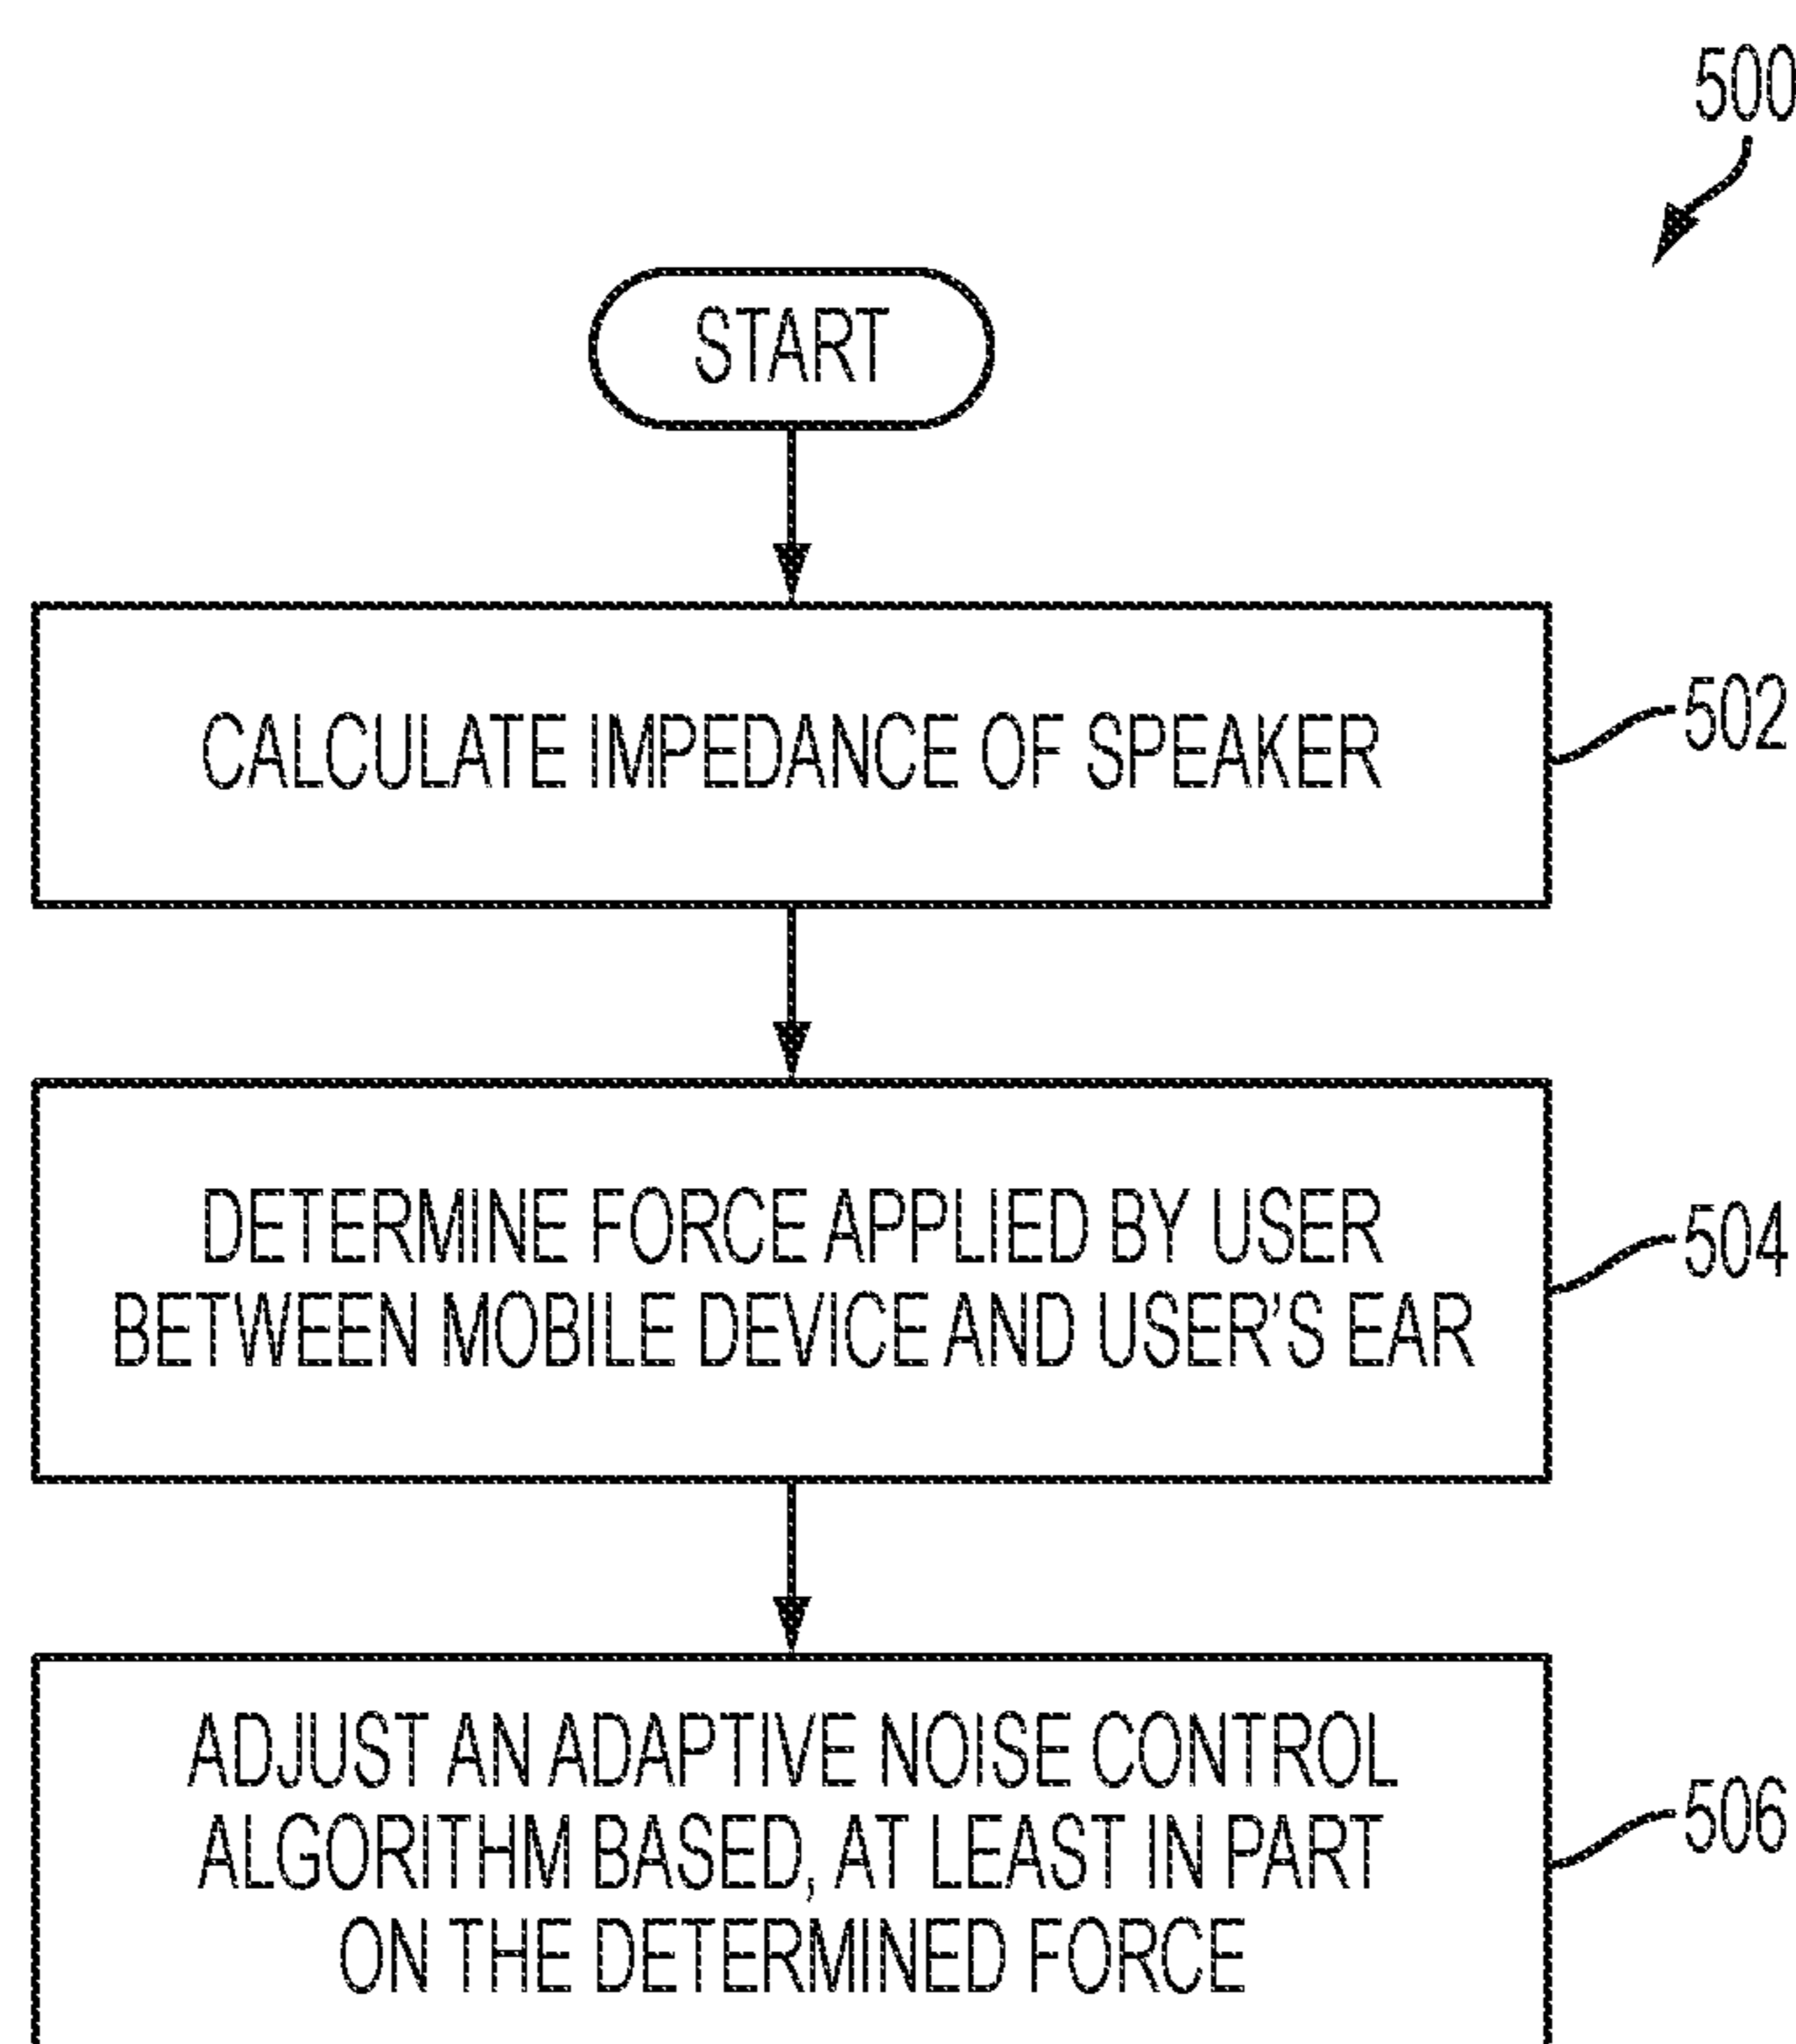 500
START
CALCULATE IMPEDANCE OF SPEAKER
502
DETERMINE FORCE APPLIED BY USER
BETWEEN MOBILE DEVICE AND USER'S EAR
504
ADJUST AN ADAPTIVE NOISE CONTROL
ALGORITHM BASED, AT LEAST IN PART
ON THE DETERMINED FORCE
506